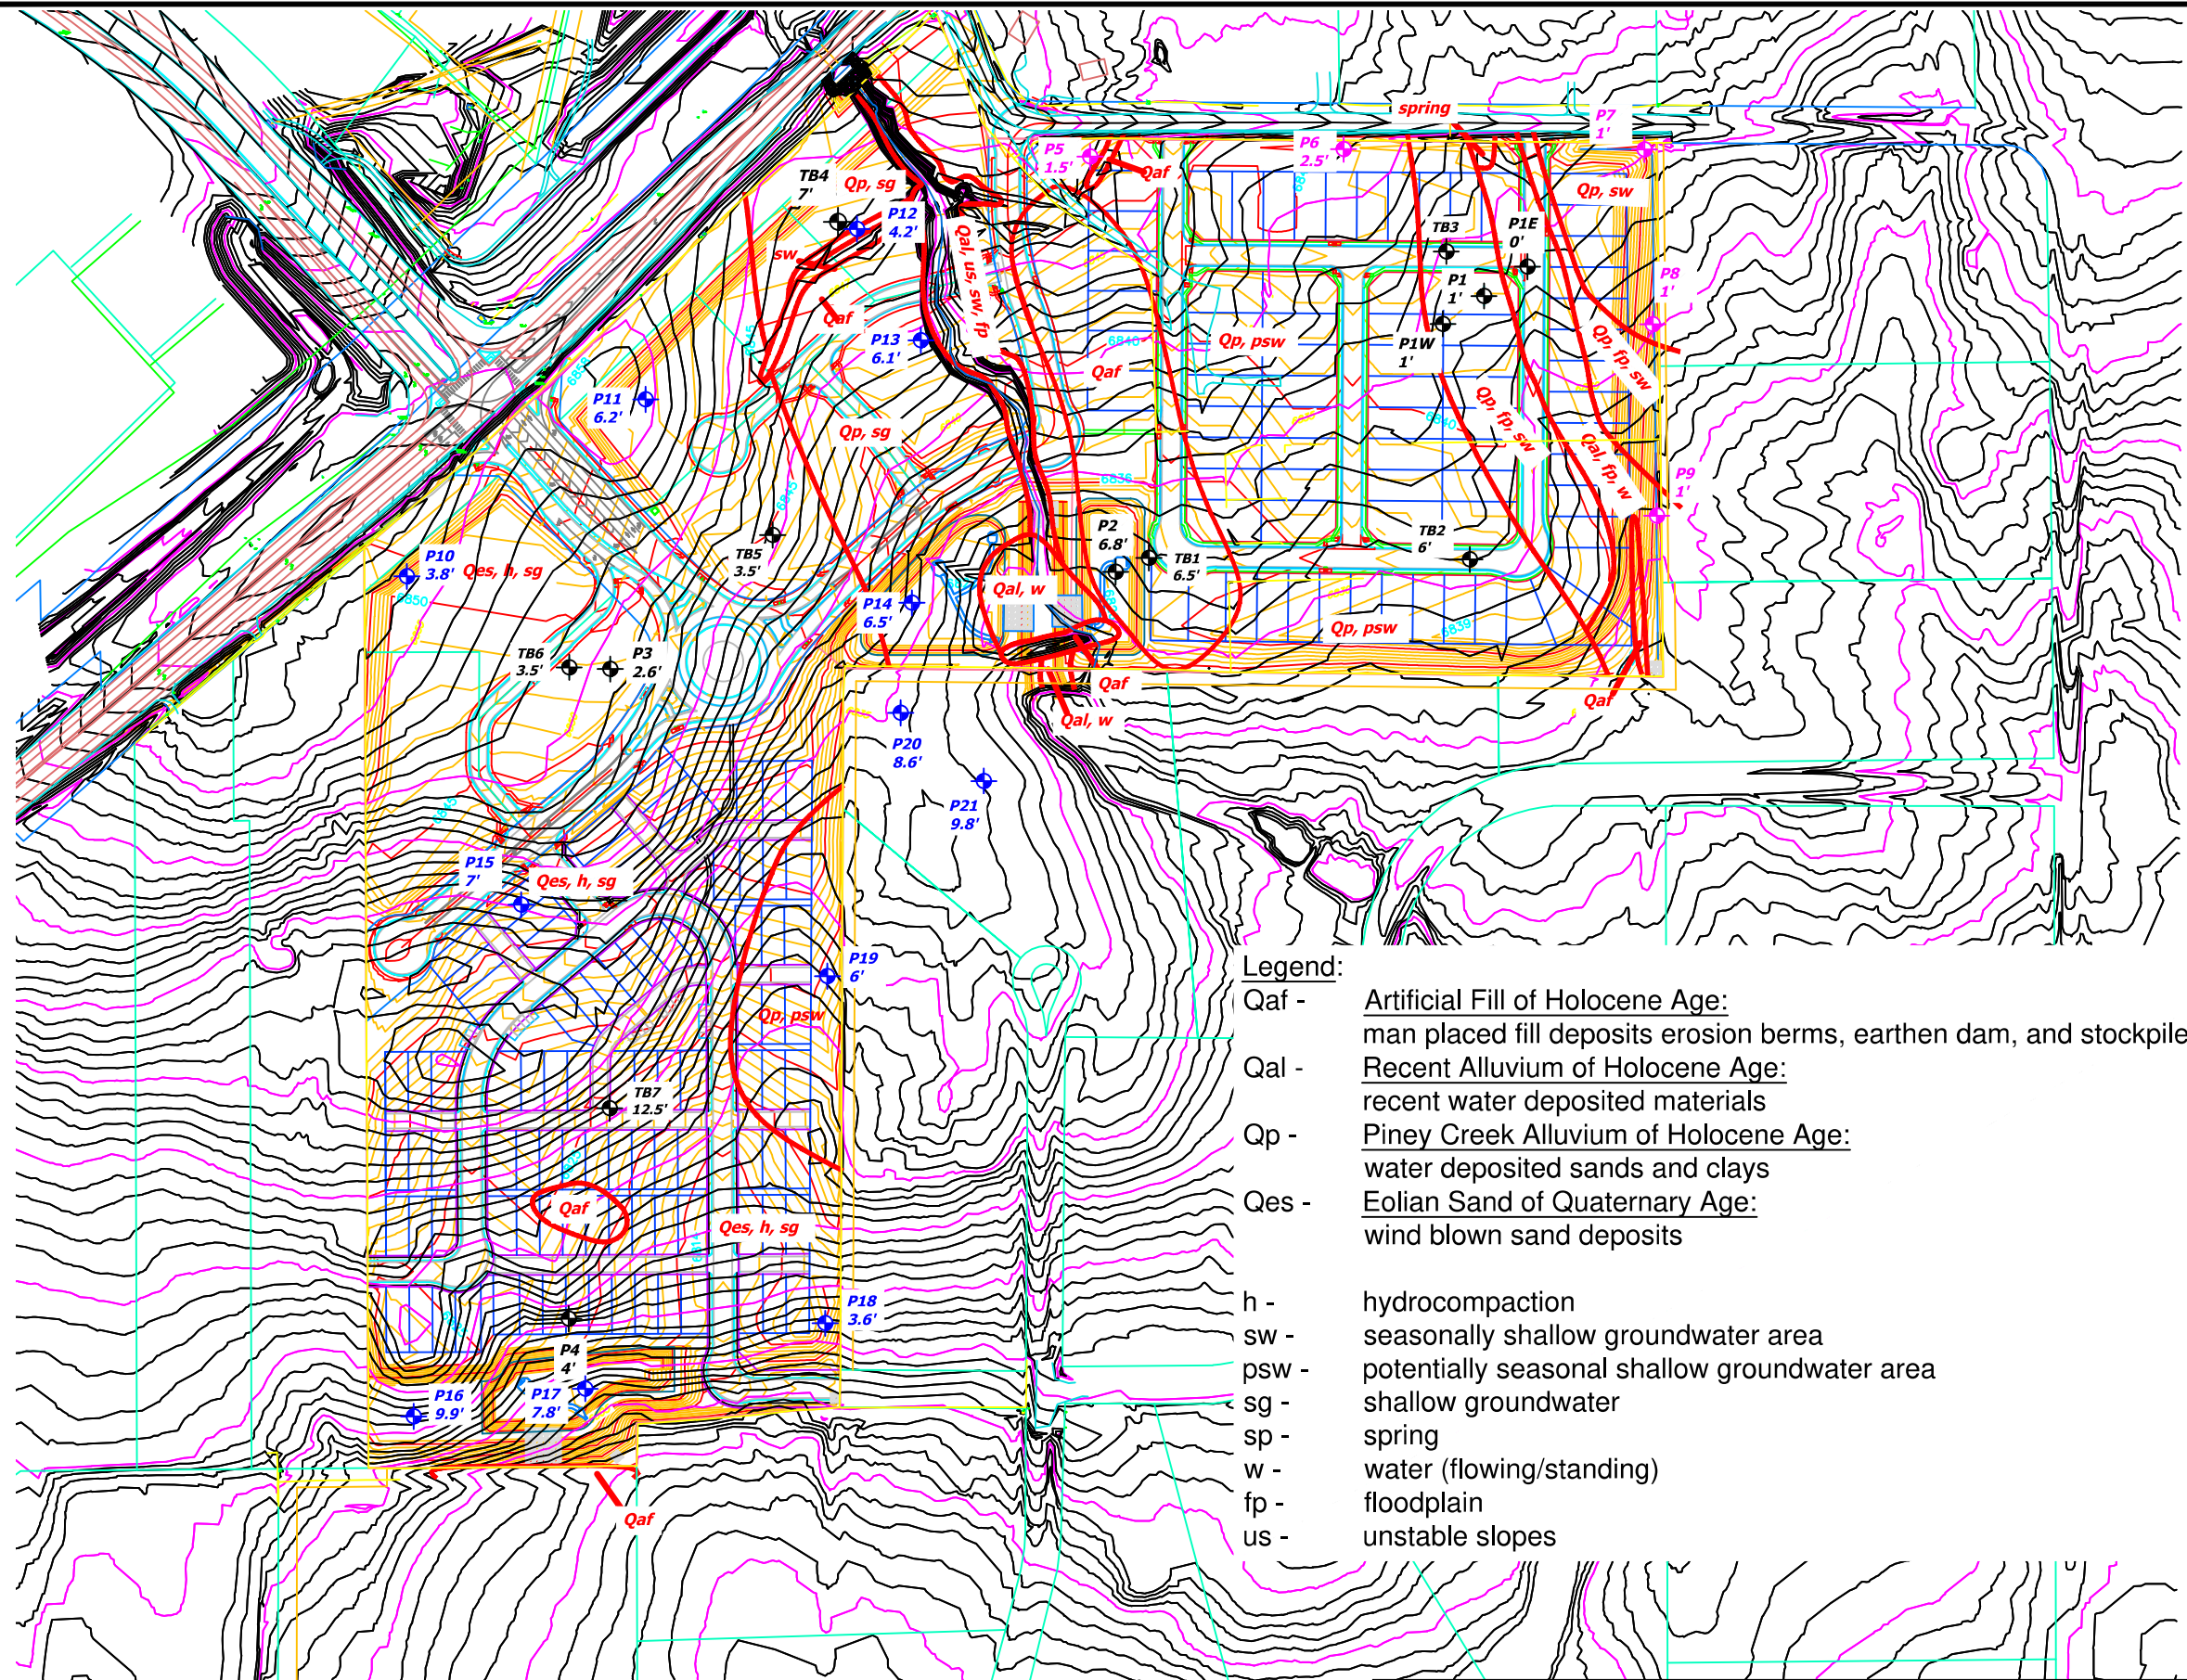 spring
P7
1'
P5
1.5'
P6
2.5'
Qaf
TB4
7'
Qp, sg
Qp, sw
P12
4.2'
TB3
P1E
0'
sw
Qal, us, sw, fp
P8
1'
P1
1'
Qaf
P13
6.1'
6840
Qp, psw
P1W
1'
Qp, fp, sw
Qaf
P11
6.2'
6840
Qp, fp, sw
Qp, sg
Qal, fp, w
6845
6836
P9
1'
P2
6.8'
TB2
6'
TB5
3.5'
TB1
6.5'
P10
3.8'
Qes, h, sg
6850
Qal, w
P14
6.5'
Qp, psw
6839
TB6
3.5'
P3
2.6'
Qaf
Qaf
Qal, w
P20
8.6'
P21
9.8'
P15
7'
Qes, h, sg
P19
6'
Qp, psw
TB7
12.5'
Qaf
Qes, h, sg
P18
3.6'
P4
4'
P16
9.9'
P17
7.8'
Qaf
Legend:
Qaf - Artificial Fill of Holocene Age:
man placed fill deposits erosion berms, earthen dam, and stockpile
Qal - Recent Alluvium of Holocene Age:
recent water deposited materials
Qp - Piney Creek Alluvium of Holocene Age:
water deposited sands and clays
Qes - Eolian Sand of Quaternary Age:
wind blown sand deposits
h - hydrocompaction
sw - seasonally shallow groundwater area
psw - potentially seasonal shallow groundwater area
sg - shallow groundwater
sp - spring
w - water (flowing/standing)
fp - floodplain
us - unstable slopes